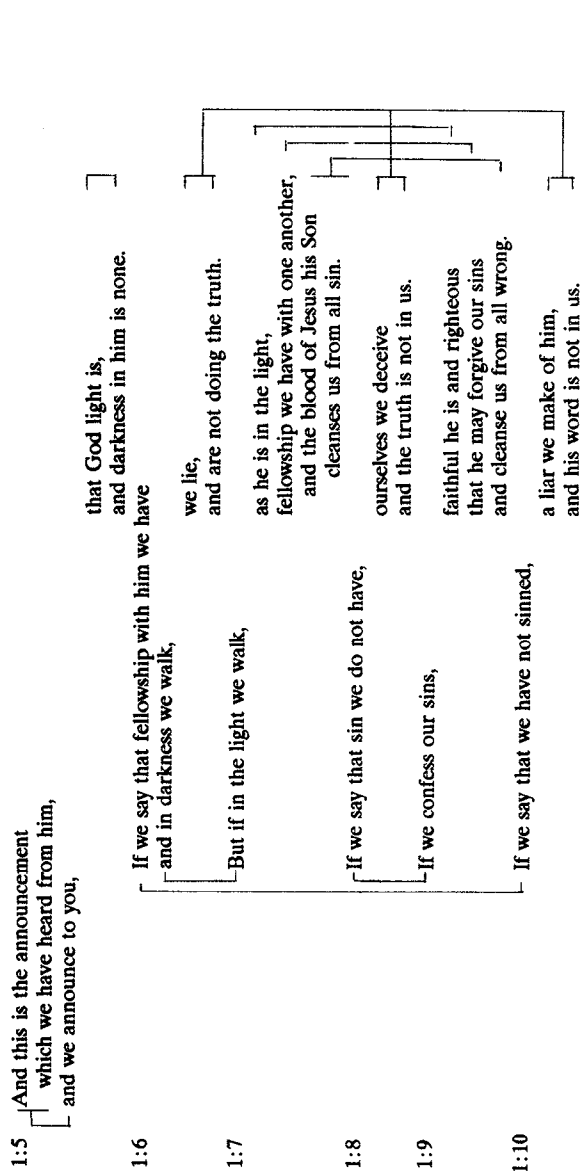 1:5 And this is the announcement
which we have heard from him,
and we announce to you,
that God light is,
and darkness in him is none.
1:6 If we say that fellowship with him we have
and in darkness we walk,
we lie,
and are not doing the truth.
1:7 But if in the light we walk,
as he is in the light,
fellowship we have with one another,
and the blood of Jesus his Son
cleanses us from all sin.
1:8 If we say that sin we do not have,
ourselves we deceive
and the truth is not in us.
1:9 If we confess our sins,
faithful he is and righteous
that he may forgive our sins
and cleanse us from all wrong.
1:10 If we say that we have not sinned,
a liar we make of him,
and his word is not in us.